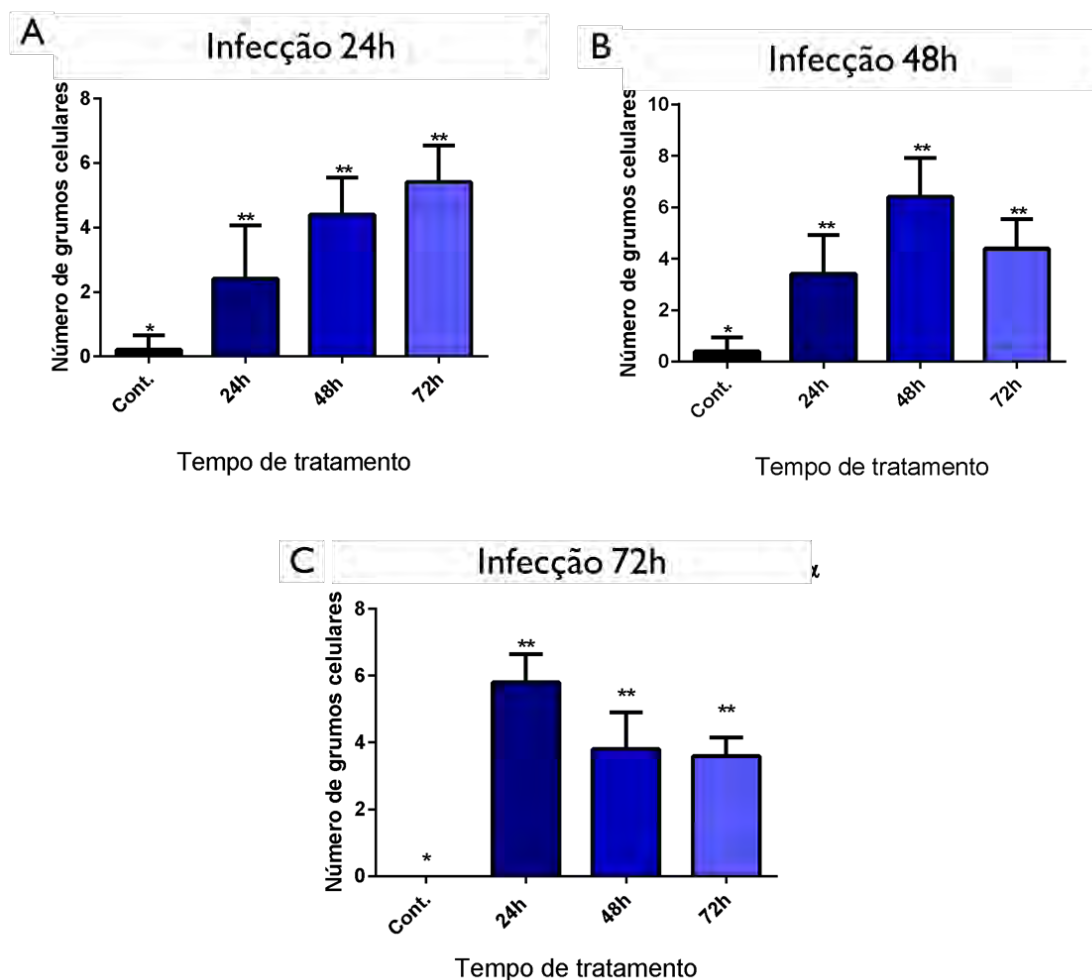 A
Infecção 24h
Número de grumos celulares
8
6
4
2
0
*
**
**
**
Cont.
24h
48h
72h
Tempo de tratamento
B
Infecção 48h
Número de grumos celulares
10
8
6
4
2
0
*
**
**
**
Cont.
24h
48h
72h
Tempo de tratamento
C
Infecção 72h
α
Número de grumos celulares
8
6
4
2
0
*
**
**
**
Cont.
24h
48h
72h
Tempo de tratamento